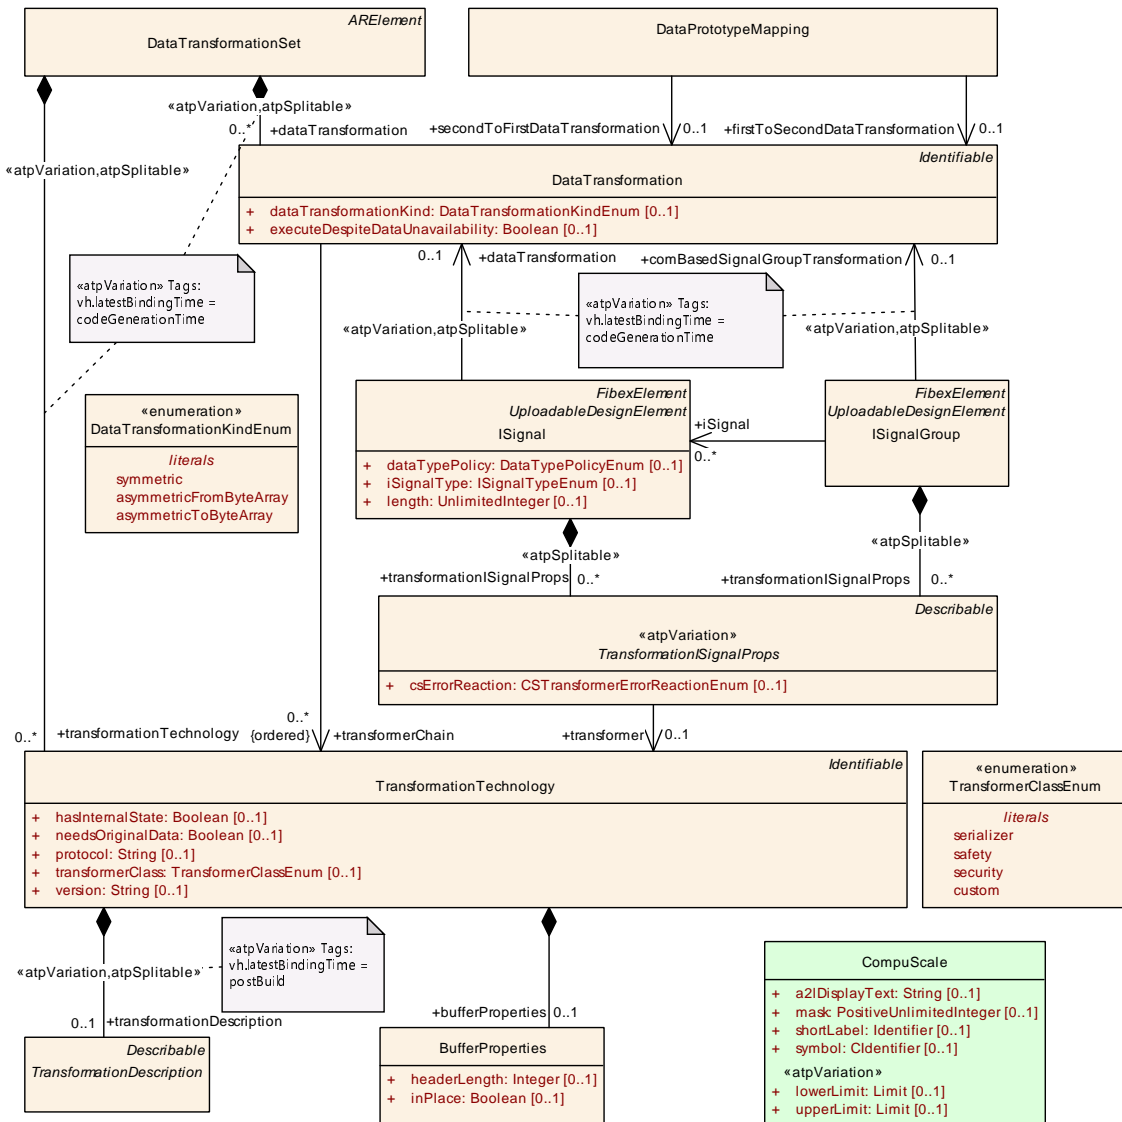 ARElement
DataTransformationSet
DataPrototypeMapping
«atpVariation,atpSplitable»
0..*
+dataTransformation
+secondToFirstDataTransformation
0..1
+firstToSecondDataTransformation
0..1
«atpVariation,atpSplitable»
Identifiable
DataTransformation
+ dataTransformationKind: DataTransformationKindEnum [0..1]
+ executeDespiteDataUnavailability: Boolean [0..1]
0..1
+dataTransformation
+comBasedSignalGroupTransformation
0..1
«atpVariation» Tags:
vh.latestBindingTime =
codeGenerationTime
«atpVariation» Tags:
vh.latestBindingTime =
codeGenerationTime
«atpVariation,atpSplitable»
«atpVariation,atpSplitable»
«enumeration»
DataTransformationKindEnum
literals
symmetric
asymmetricFromByteArray
asymmetricToByteArray
FibexElement
UploadableDesignElement
ISignal
+ dataTypePolicy: DataTypePolicyEnum [0..1]
+ iSignalType: ISignalTypeEnum [0..1]
+ length: UnlimitedInteger [0..1]
+iSignal
0..*
FibexElement
UploadableDesignElement
ISignalGroup
«atpSplitable»
+transformationISignalProps
0..*
«atpSplitable»
+transformationISignalProps
0..*
Describable
«atpVariation»
TransformationISignalProps
+ csErrorReaction: CSTransformerErrorReactionEnum [0..1]
0..*
+transformationTechnology
0..*
{ordered}
+transformerChain
+transformer
0..1
Identifiable
TransformationTechnology
+ hasInternalState: Boolean [0..1]
+ needsOriginalData: Boolean [0..1]
+ protocol: String [0..1]
+ transformerClass: TransformerClassEnum [0..1]
+ version: String [0..1]
«enumeration»
TransformerClassEnum
literals
serializer
safety
security
custom
«atpVariation,atpSplitable»
«atpVariation» Tags:
vh.latestBindingTime =
postBuild
0..1
+transformationDescription
+bufferProperties
0..1
Describable
TransformationDescription
BufferProperties
+ headerLength: Integer [0..1]
+ inPlace: Boolean [0..1]
CompuScale
+ a2lDisplayText: String [0..1]
+ mask: PositiveUnlimitedInteger [0..1]
+ shortLabel: Identifier [0..1]
+ symbol: CIdentifier [0..1]
«atpVariation»
+ lowerLimit: Limit [0..1]
+ upperLimit: Limit [0..1]